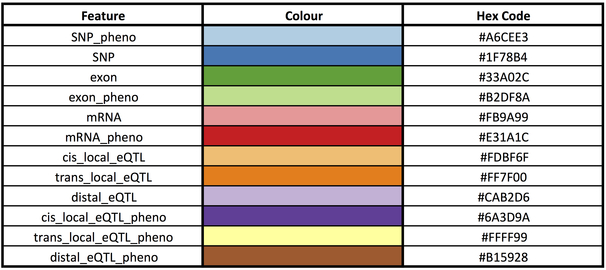 Feature Colour Hex Code
SNP_pheno #A6CEE3
SNP #1F78B4
exon #33A02C
exon_pheno #B2DF8A
mRNA #FB9A99
mRNA_pheno #E31A1C
cis_local_eQTL #FDBF6F
trans_local_eQTL #FF7F00
distal_eQTL #CAB2D6
cis_local_eQTL_pheno #6A3D9A
trans_local_eQTL_pheno #FFFF99
distal_eQTL_pheno #B15928